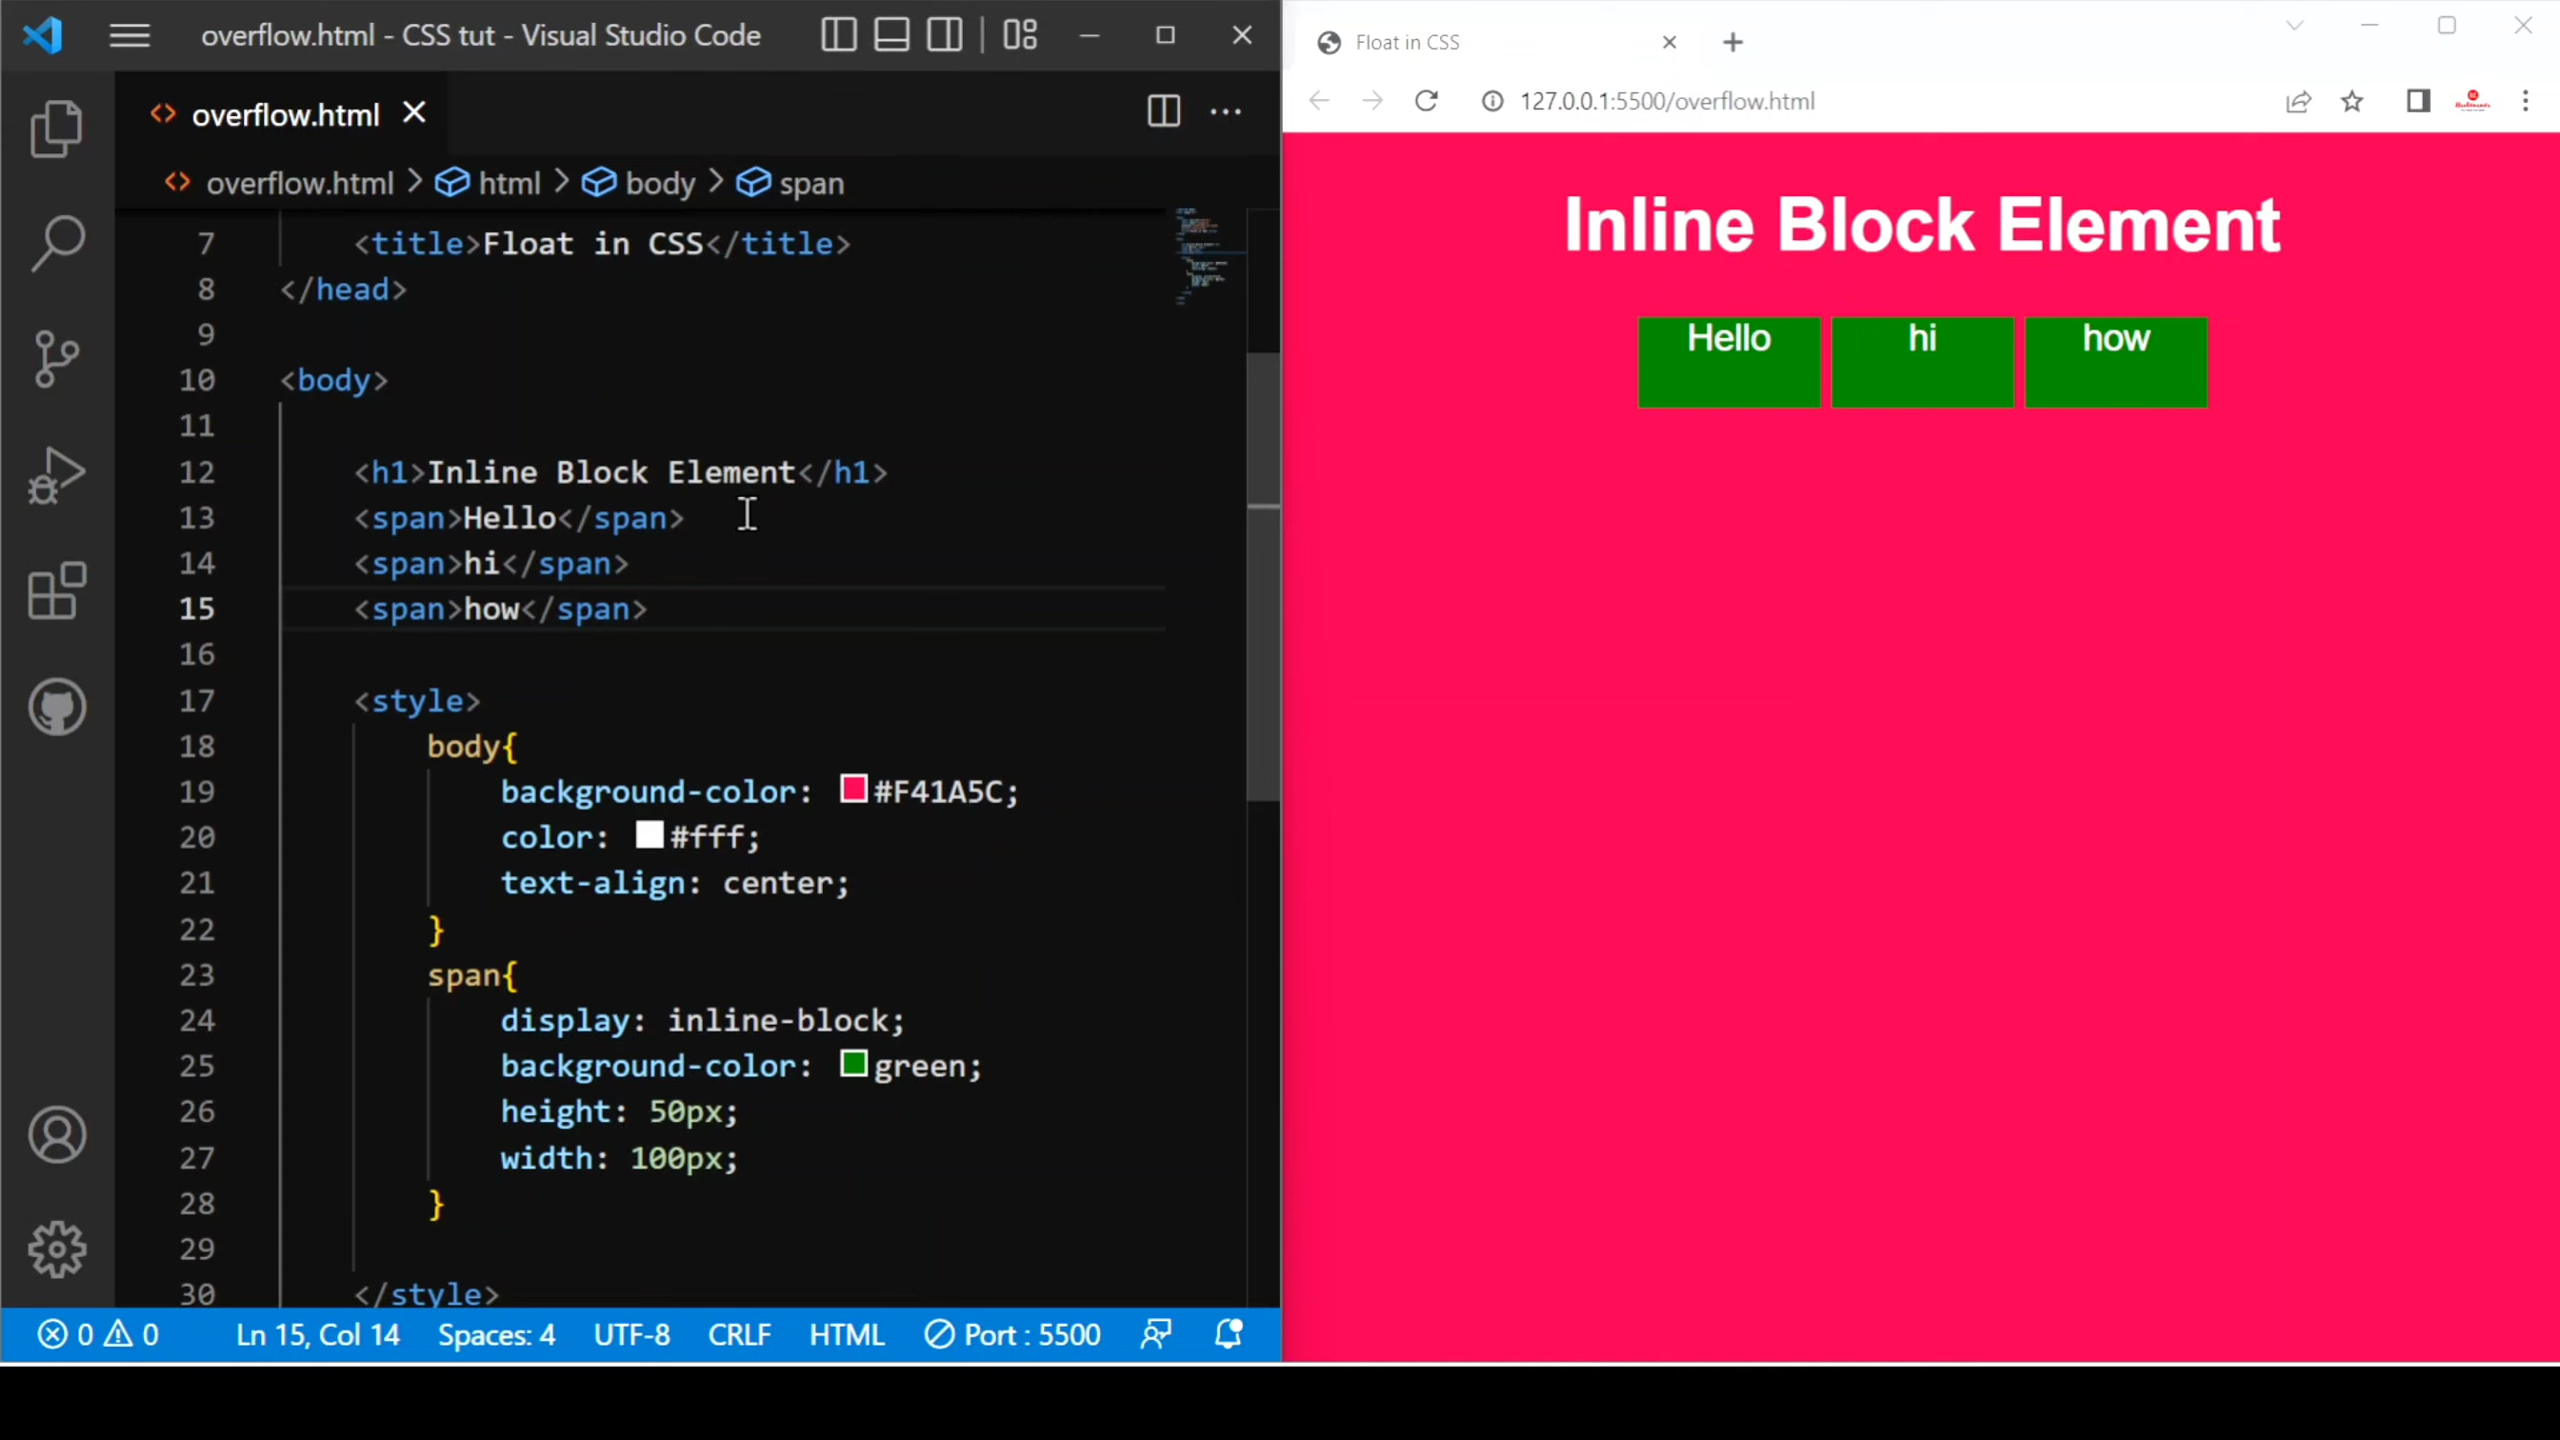 overflow.html - CSS tut - Visual Studio Code
overflow.html
overflow.html > html > body > span
7 <title>Float in CSS</title>
8 </head>
9
10 <body>
11
12 <h1>Inline Block Element</h1>
13 <span>Hello</span>
14 <span>hi</span>
15 <span>how</span>
16
17 <style>
18 body{
19 background-color: #F41A5C;
20 color: #fff;
21 text-align: center;
22 }
23 span{
24 display: inline-block;
25 background-color: green;
26 height: 50px;
27 width: 100px;
28 }
29
30 </style>
0 0 Ln 15, Col 14 Spaces: 4 UTF-8 CRLF HTML Port : 5500
Float in CSS
127.0.0.1:5500/overflow.html
Inline Block Element
Hello hi how